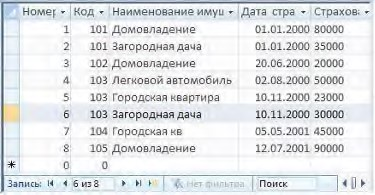 Номер Код Наименование имущ Дата стра Страхова
1 101 Домовладение 01.01.2000 80000
2 101 Загородная дача 01.01.2000 35000
3 102 Домовладение 20.06.2000 20000
4 103 Легковой автомобиль 02.08.2000 50000
5 103 Городская квартира 10.11.2000 23000
6 103 Загородная дача 10.11.2000 30000
7 104 Городская кв 05.05.2001 45000
8 105 Домовладение 12.07.2001 90000
* 0 0
Запись: 6 из 8 Нет фильтра Поиск